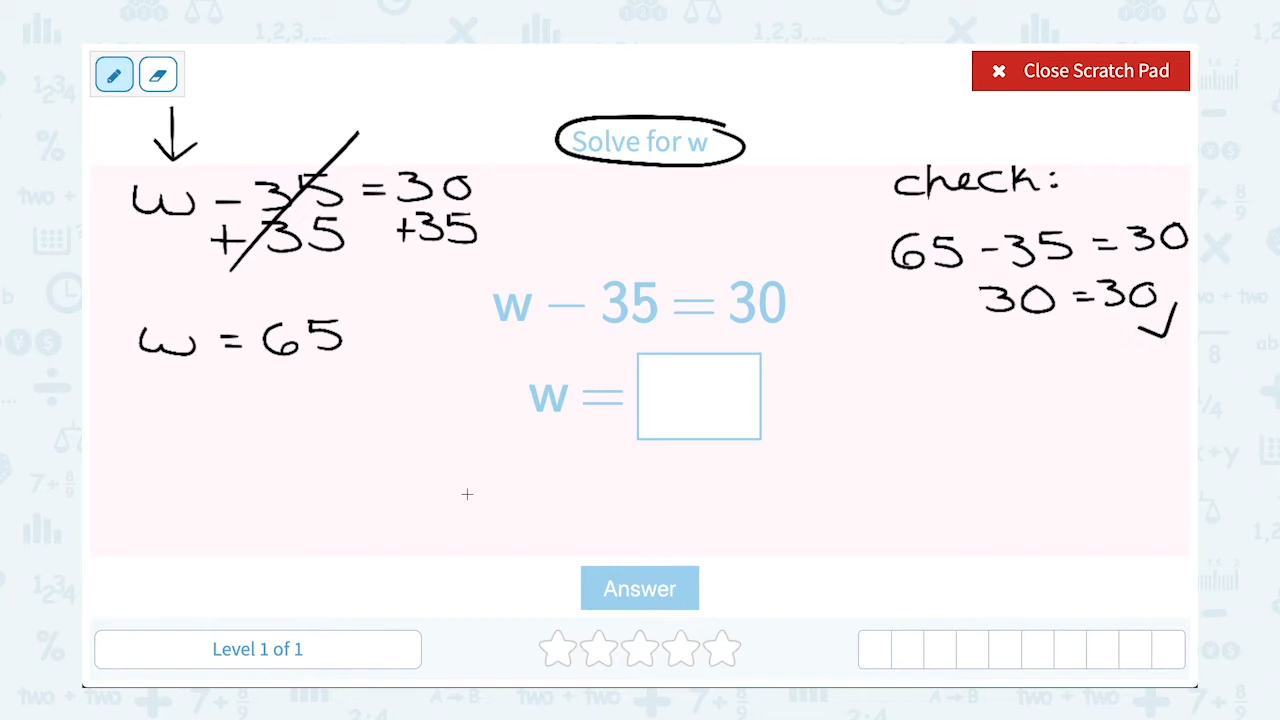 Close Scratch Pad
Solve for w
w - 35 = 30
+ 35 +35
w = 65
check:
65 - 35 = 30
30 = 30
w − 35 = 30
w =
Answer
Level 1 of 1